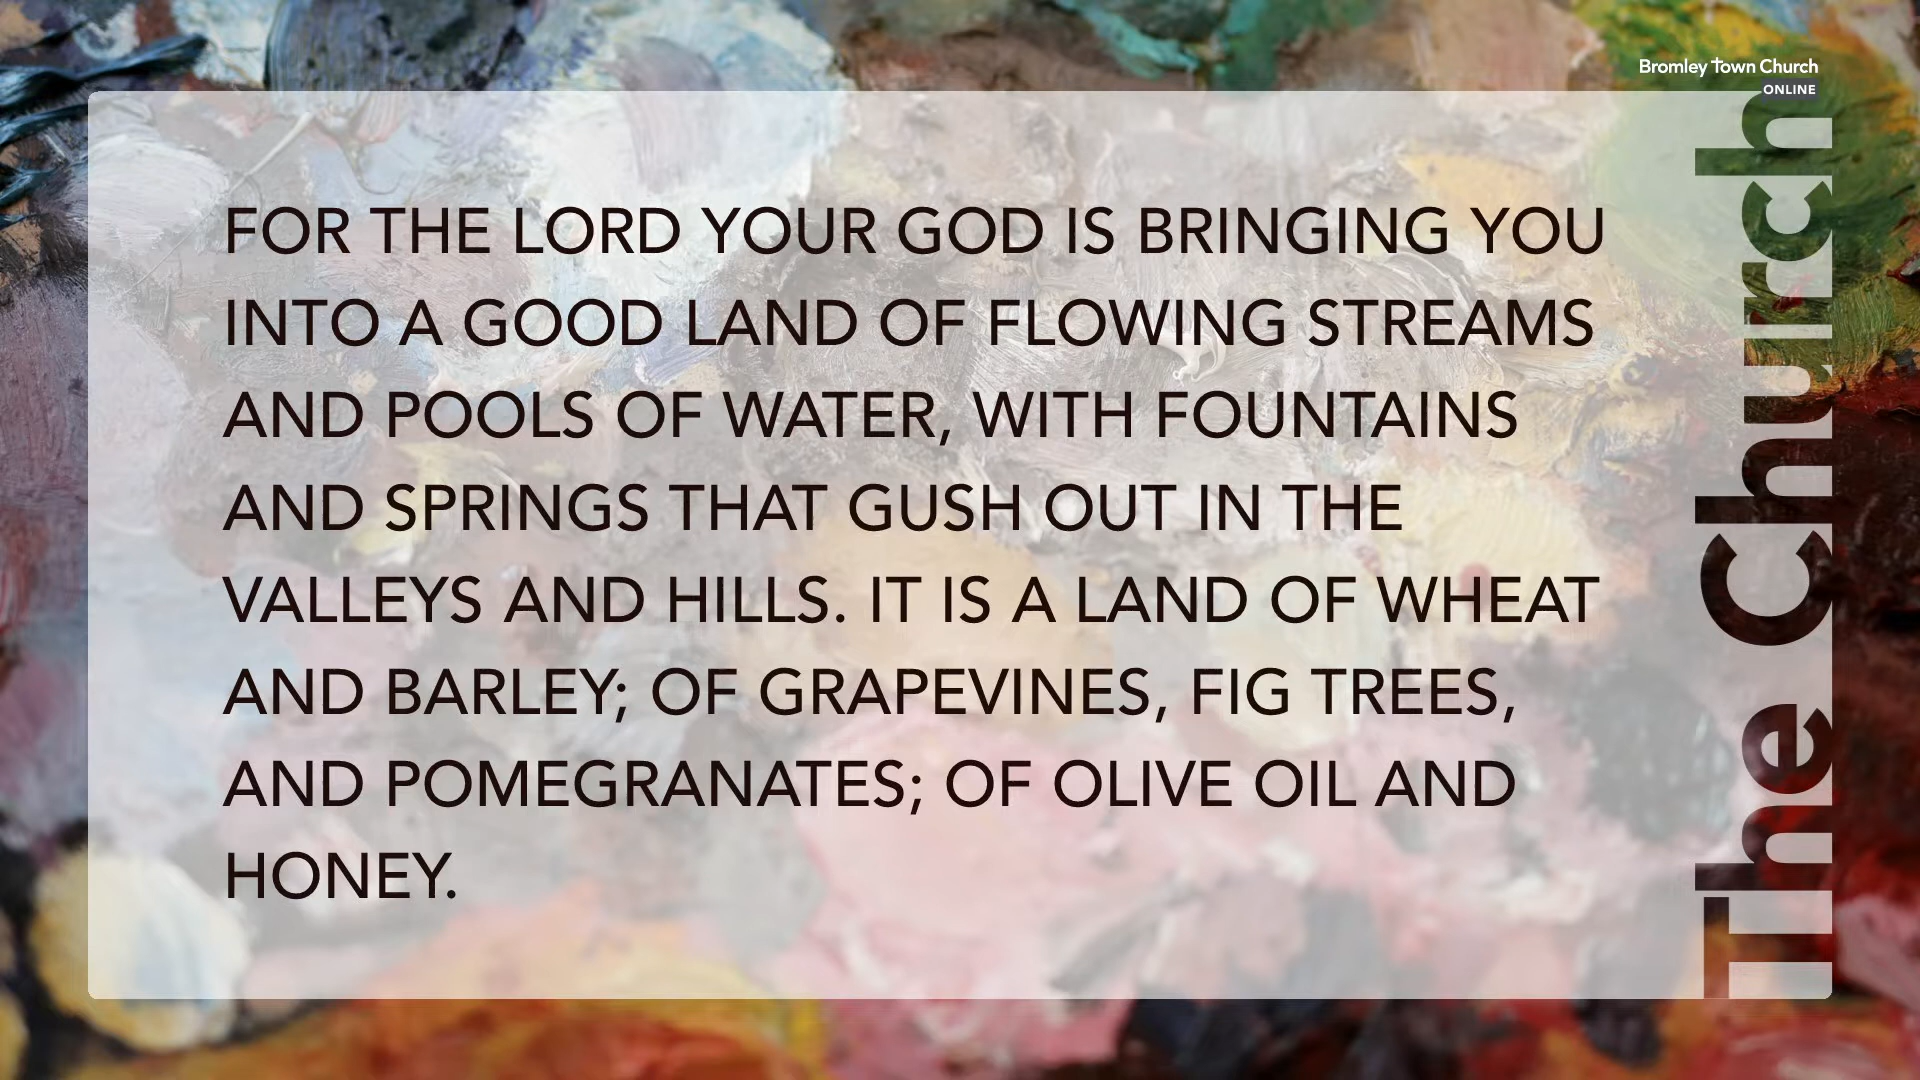 Bromley Town Church
ONLINE
FOR THE LORD YOUR GOD IS BRINGING YOU
INTO A GOOD LAND OF FLOWING STREAMS
AND POOLS OF WATER, WITH FOUNTAINS
AND SPRINGS THAT GUSH OUT IN THE
VALLEYS AND HILLS. IT IS A LAND OF WHEAT
AND BARLEY; OF GRAPEVINES, FIG TREES,
AND POMEGRANATES; OF OLIVE OIL AND
HONEY.
The Church